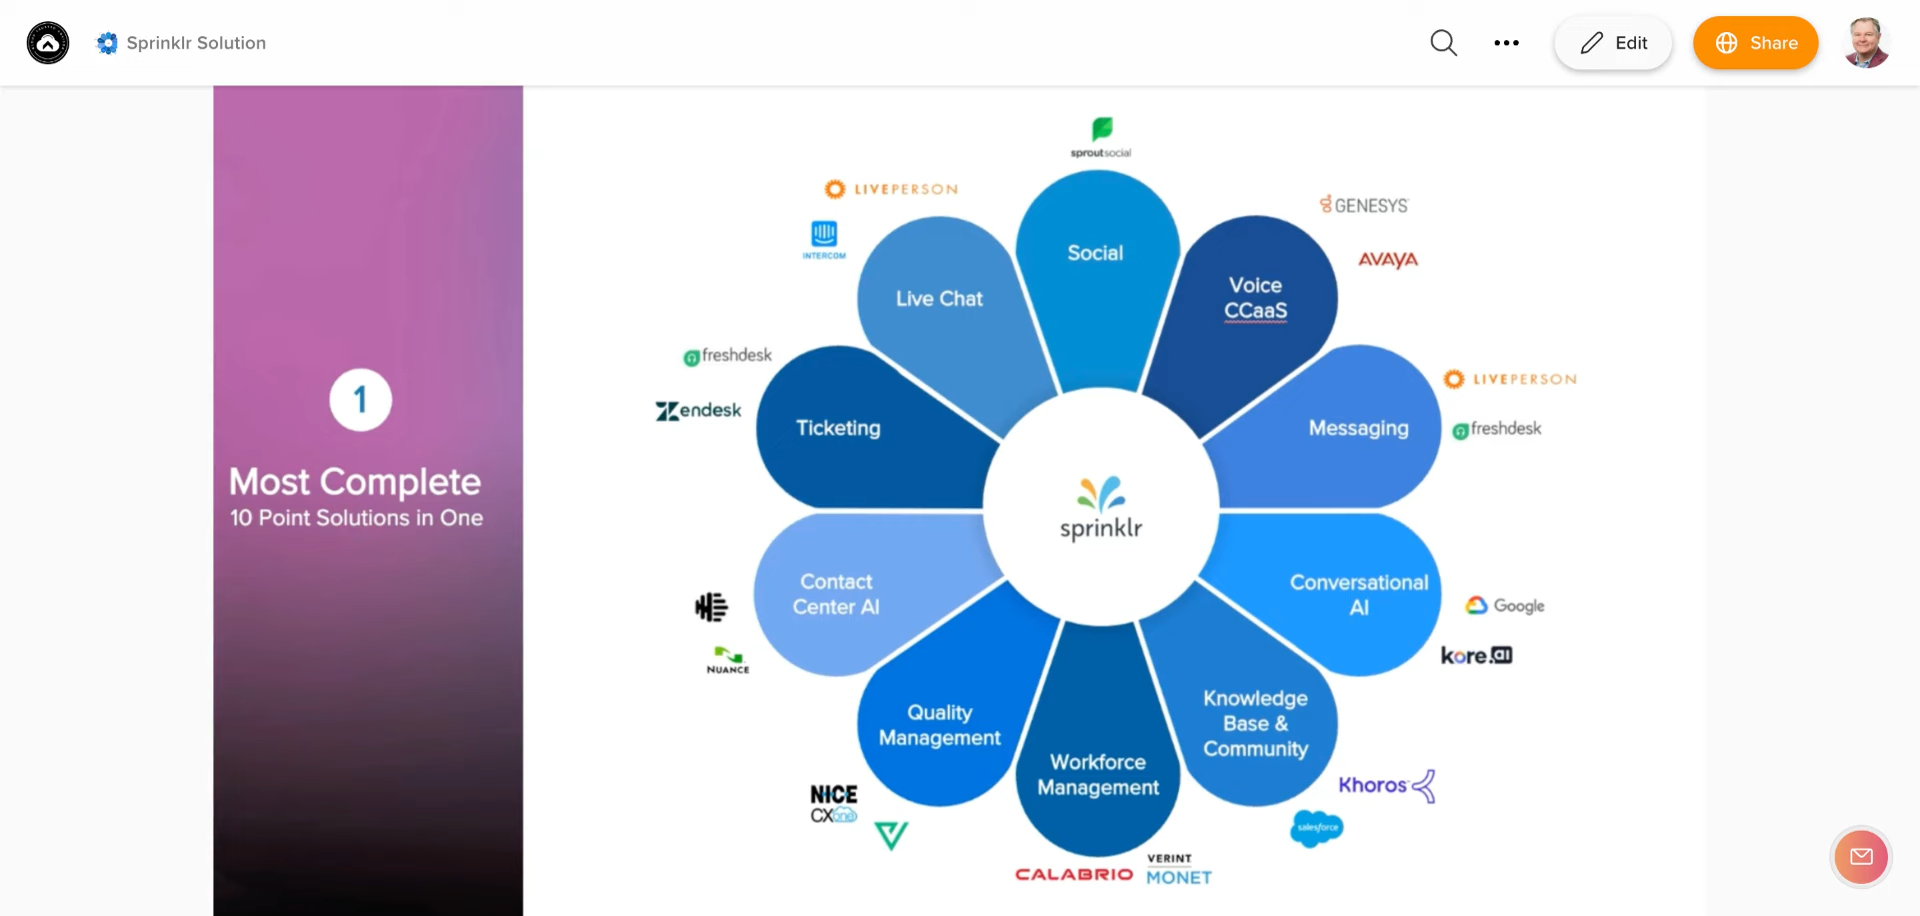 Sprinklr Solution
Edit
Share
1
Most Complete
10 Point Solutions in One
sproutsocial
LIVEPERSON
INTERCOM
GENESYS
AVAYA
Social
Live Chat
Voice
CCaaS
freshdesk
Zendesk
Ticketing
Messaging
LIVEPERSON
freshdesk
sprinklr
Contact
Center AI
Conversational
AI
Google
kore.ai
NUANCE
Quality
Management
Workforce
Management
Knowledge
Base &
Community
NICE
CXone
Khoros
salesforce
CALABRIO
VERINT
MONET